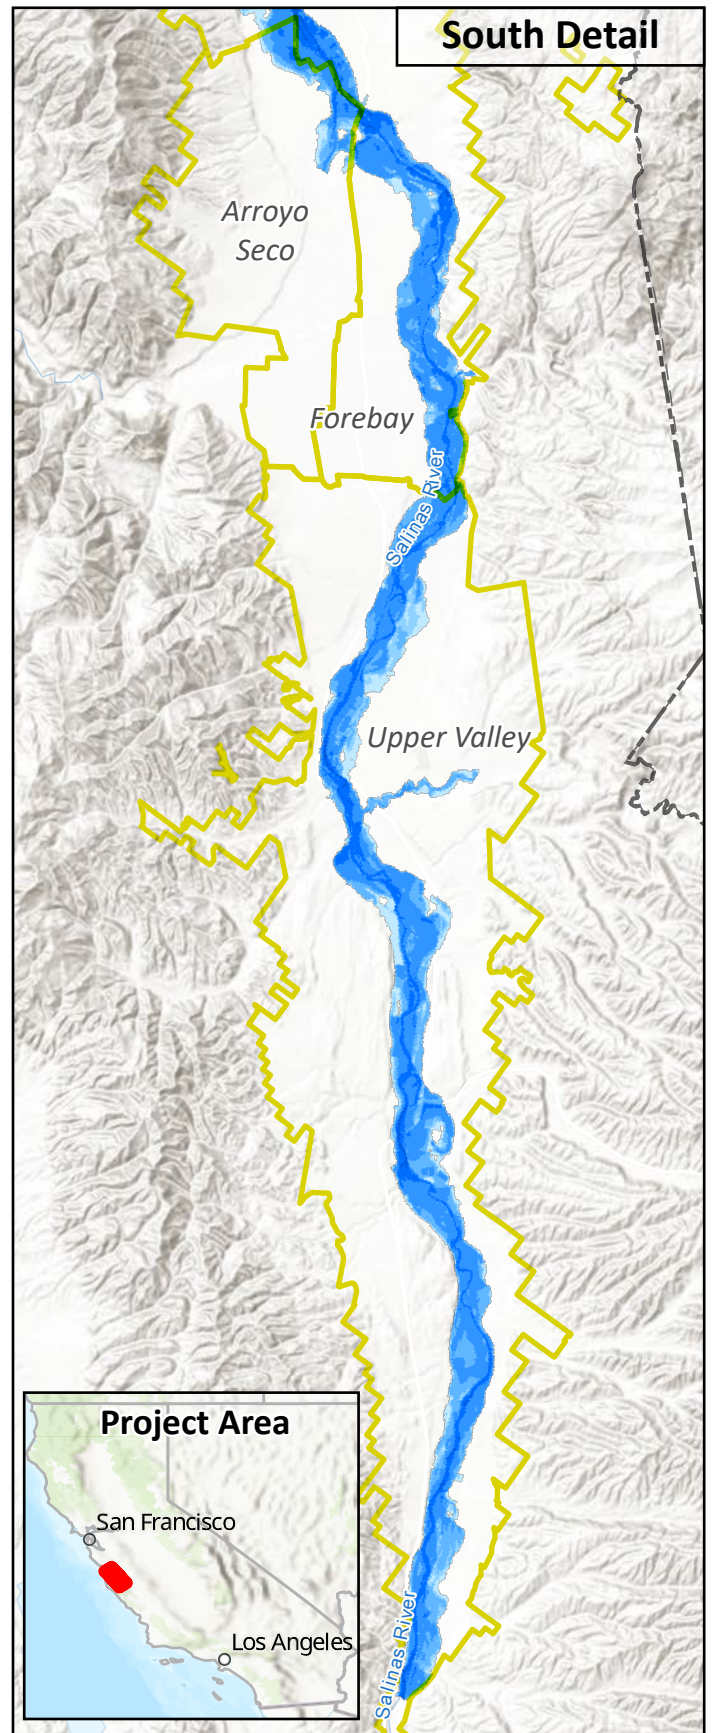 South Detail
Arroyo
Seco
Forebay
Salinas River
Upper Valley
Project Area
San Francisco
Los Angeles
Salinas River